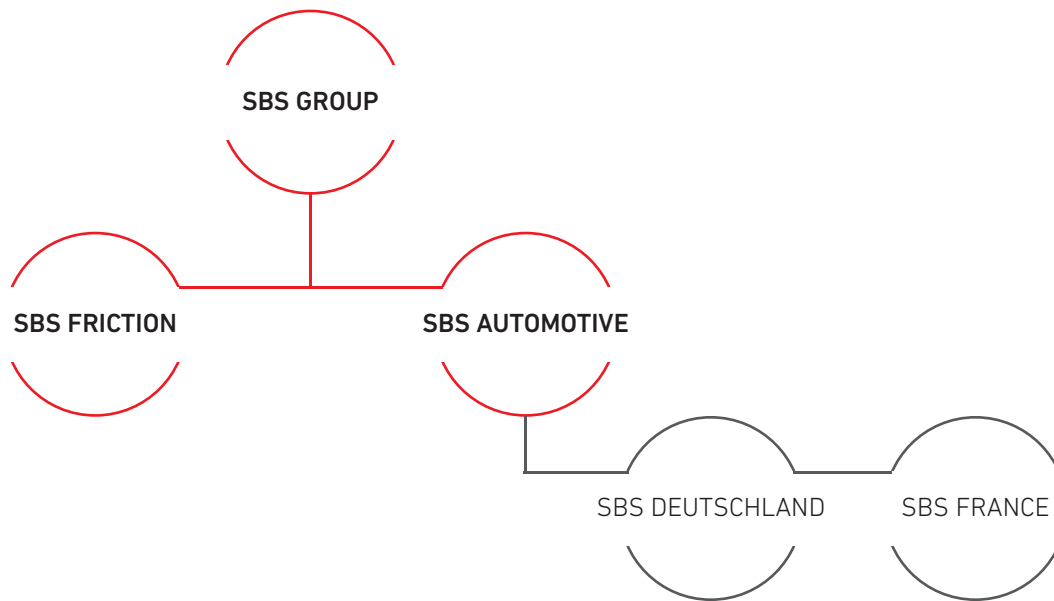 SBS GROUP
SBS FRICTION
SBS AUTOMOTIVE
SBS DEUTSCHLAND
SBS FRANCE